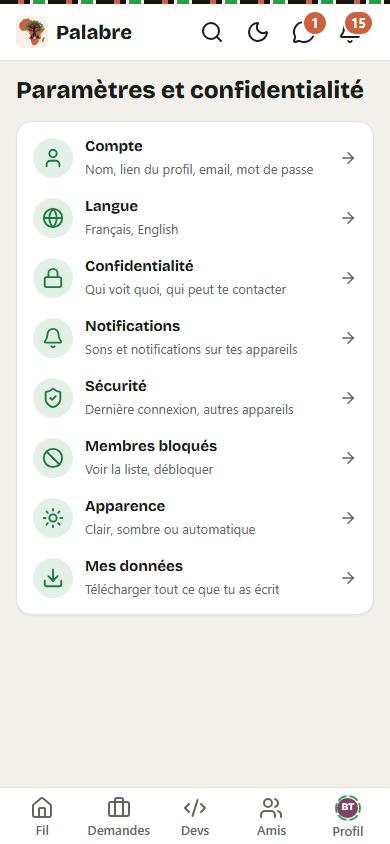 Palabre
1
15
Paramètres et confidentialité
Compte
Nom, lien du profil, email, mot de passe
Langue
Français, English
Confidentialité
Qui voit quoi, qui peut te contacter
Notifications
Sons et notifications sur tes appareils
Sécurité
Dernière connexion, autres appareils
Membres bloqués
Voir la liste, débloquer
Apparence
Clair, sombre ou automatique
Mes données
Télécharger tout ce que tu as écrit
BT
Fil
Demandes
Devs
Amis
Profil